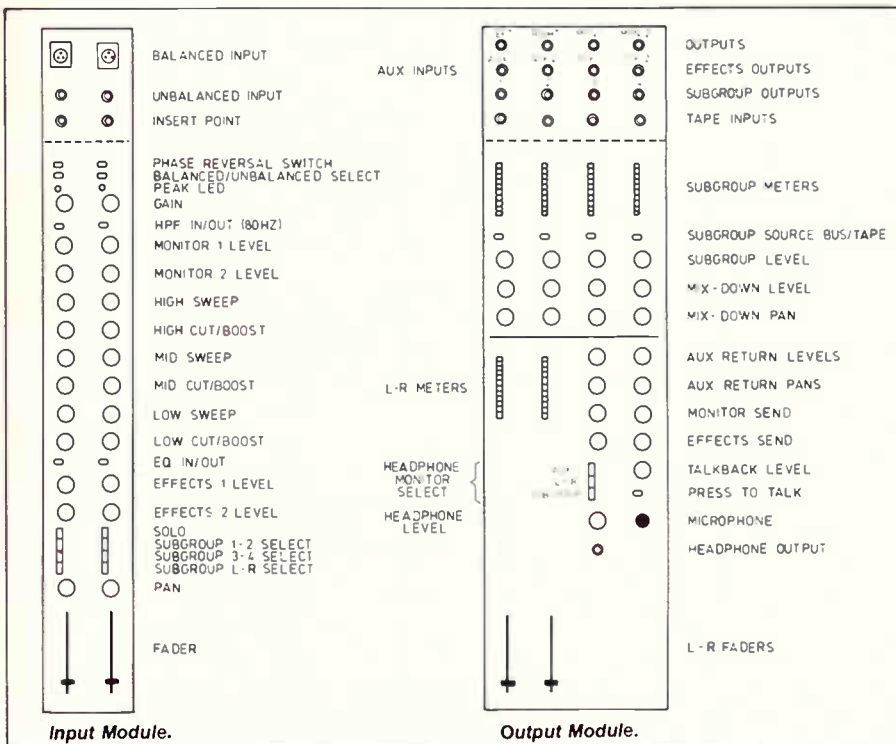 BALANCED INPUT
UNBALANCED INPUT
INSERT POINT
PHASE REVERSAL SWITCH
BALANCED/UNBALANCED SELECT
PEAK LED
GAIN
HPF IN/OUT (80HZ)
MONITOR 1 LEVEL
MONITOR 2 LEVEL
HIGH SWEEP
HIGH CUT/BOOST
MID SWEEP
MID CUT/BOOST
LOW SWEEP
LOW CUT/BOOST
EQ IN/OUT
EFFECTS 1 LEVEL
EFFECTS 2 LEVEL
SOLO
SUBGROUP 1-2 SELECT
SUBGROUP 3-4 SELECT
SUBGROUP L-R SELECT
PAN
FADER
Input Module.
AUX INPUTS
L-R METERS
HEADPHONE
MONITOR
SELECT
HEADPHONE
LEVEL
OUTPUTS
EFFECTS OUTPUTS
SUBGROUP OUTPUTS
TAPE INPUTS
SUBGROUP METERS
SUBGROUP SOURCE BUS/TAPE
SUBGROUP LEVEL
MIX-DOWN LEVEL
MIX-DOWN PAN
AUX RETURN LEVELS
AUX RETURN PANS
MONITOR SEND
EFFECTS SEND
TALKBACK LEVEL
PRESS TO TALK
MICROPHONE
HEADPHONE OUTPUT
L-R FADERS
Output Module.